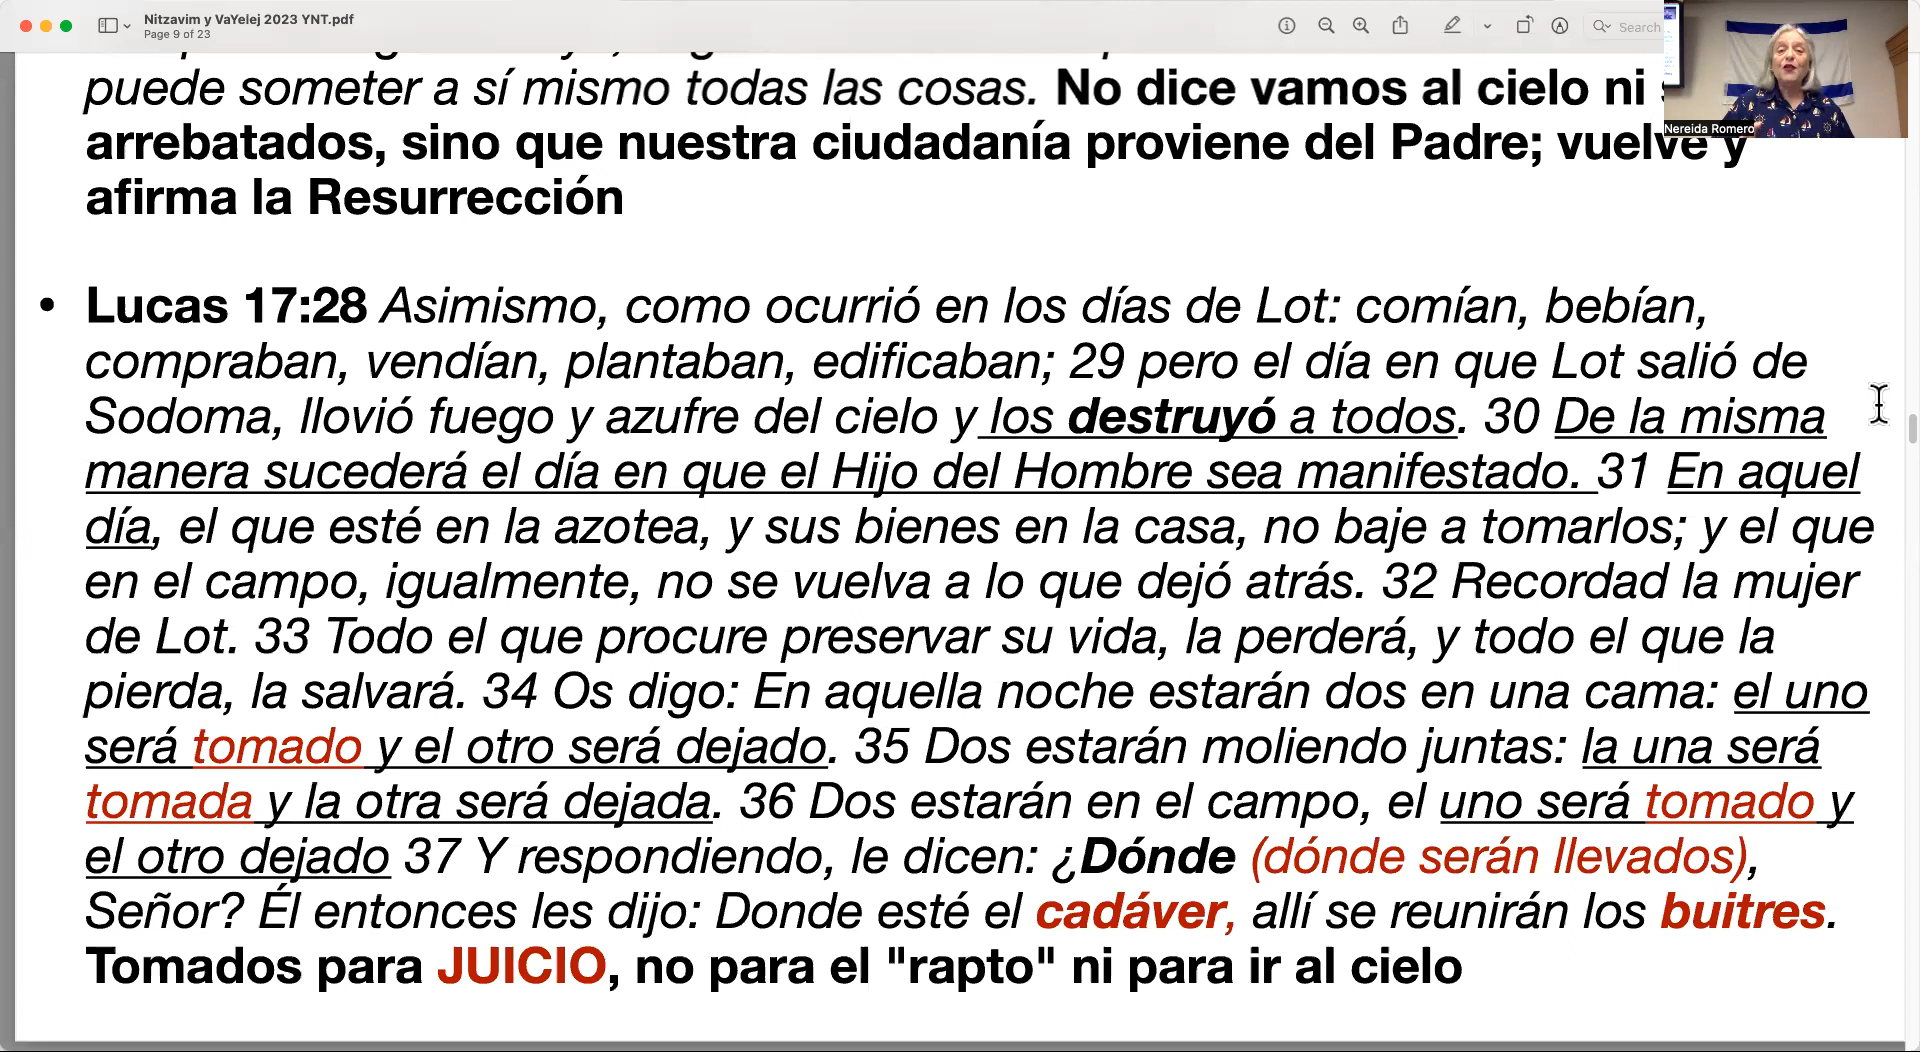 Nitzavim y VaYelej 2023 YNT.pdf
Page 9 of 23
Search
Nereida Romero
puede someter a sí mismo todas las cosas. No dice vamos al cielo ni
arrebatados, sino que nuestra ciudadanía proviene del Padre; vuelve y
afirma la Resurrección
• Lucas 17:28 Asimismo, como ocurrió en los días de Lot: comían, bebían,
compraban, vendían, plantaban, edificaban; 29 pero el día en que Lot salió de
Sodoma, llovió fuego y azufre del cielo y los destruyó a todos. 30 De la misma
manera sucederá el día en que el Hijo del Hombre sea manifestado. 31 En aquel
día, el que esté en la azotea, y sus bienes en la casa, no baje a tomarlos; y el que
en el campo, igualmente, no se vuelva a lo que dejó atrás. 32 Recordad la mujer
de Lot. 33 Todo el que procure preservar su vida, la perderá, y todo el que la
pierda, la salvará. 34 Os digo: En aquella noche estarán dos en una cama: el uno
será tomado y el otro será dejado. 35 Dos estarán moliendo juntas: la una será
tomada y la otra será dejada. 36 Dos estarán en el campo, el uno será tomado y
el otro dejado 37 Y respondiendo, le dicen: ¿Dónde (dónde serán llevados),
Señor? Él entonces les dijo: Donde esté el cadáver, allí se reunirán los buitres.
Tomados para JUICIO, no para el "rapto" ni para ir al cielo